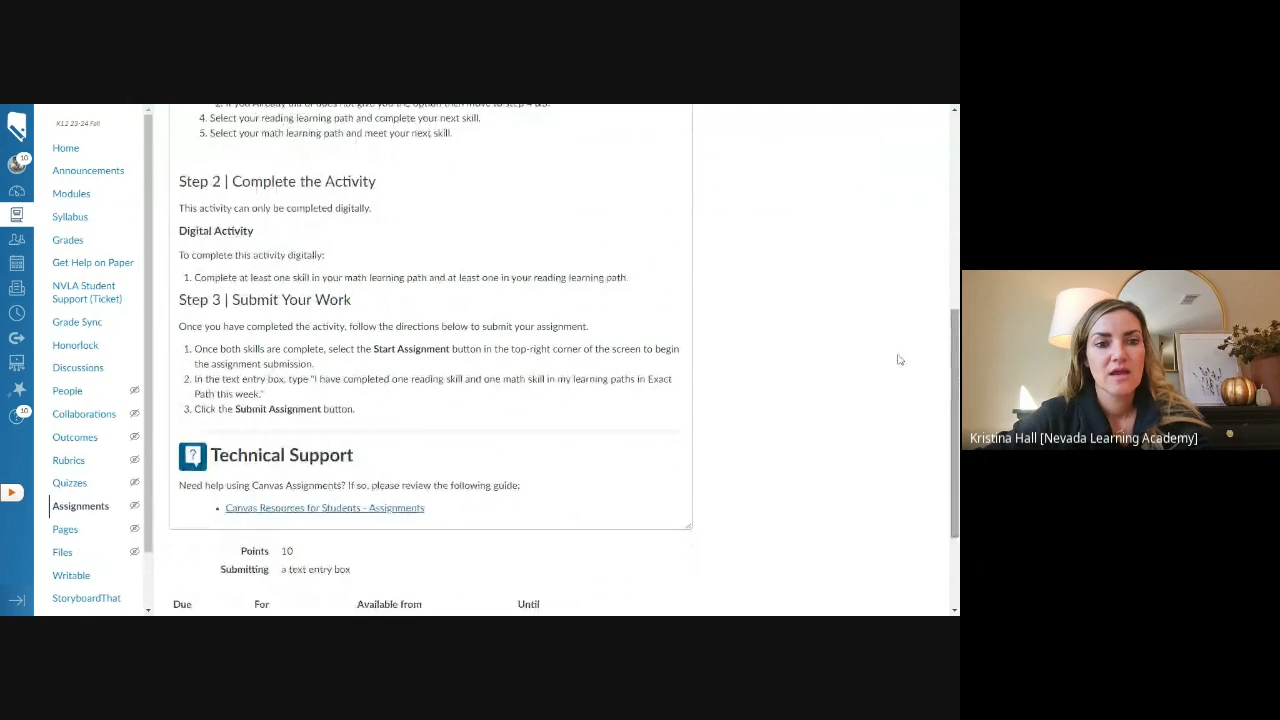 K12 23-24 Fall
10
Home
Announcements
Modules
Syllabus
Grades
Get Help on Paper
NVLA Student
Support (Ticket)
Grade Sync
Honorlock
Discussions
People
10
Collaborations
Outcomes
Rubrics
Quizzes
Assignments
Pages
Files
Writable
StoryboardThat
4. Select your reading learning path and complete your next skill.
5. Select your math learning path and meet your next skill.
Step 2 | Complete the Activity
This activity can only be completed digitally.
Digital Activity
To complete this activity digitally:
1. Complete at least one skill in your math learning path and at least one in your reading learning path.
Step 3 | Submit Your Work
Once you have completed the activity, follow the directions below to submit your assignment.
1. Once both skills are complete, select the Start Assignment button in the top-right corner of the screen to begin
the assignment submission.
2. In the text entry box, type "I have completed one reading skill and one math skill in my learning paths in Exact
Path this week."
3. Click the Submit Assignment button.
? Technical Support
Need help using Canvas Assignments? If so, please review the following guide:
Canvas Resources for Students - Assignments
Points 10
Submitting a text entry box
Due For Available from Until
Kristina Hall [Nevada Learning Academy]